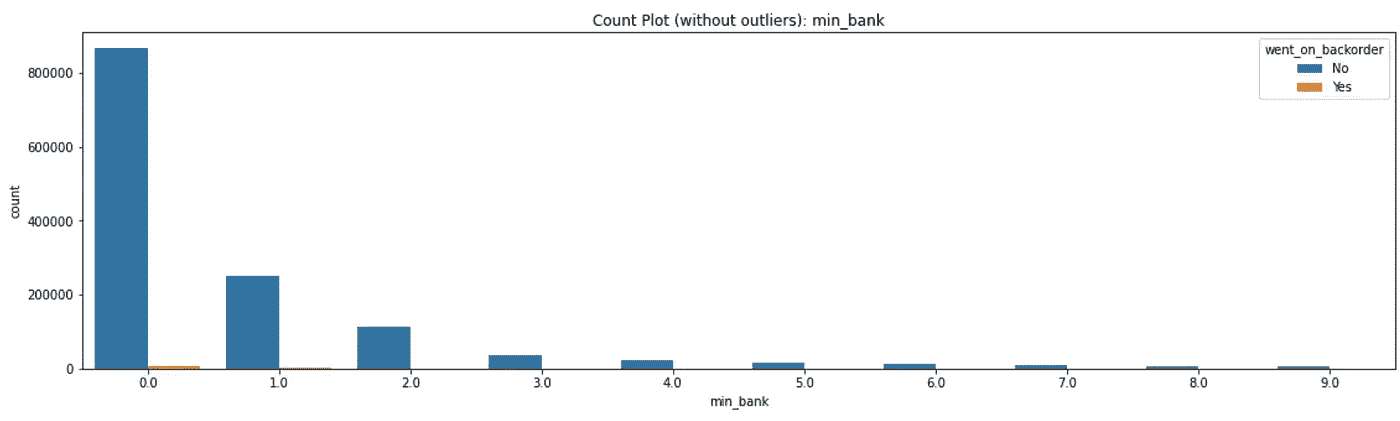 Count Plot (without outliers): min_bank
went_on_backorder
No
Yes
800000
600000
400000
200000
0
count
0.0 1.0 2.0 3.0 4.0 5.0 6.0 7.0 8.0 9.0
min_bank